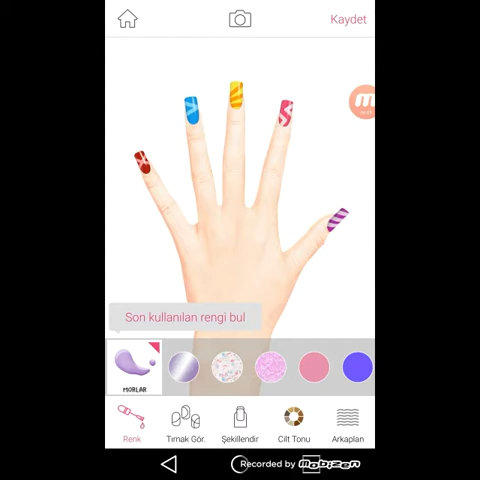 Kaydet
Son kullanılan rengi bul
MORLAR
Renk
Tırnak Gör.
Şekillendir
Cilt Tonu
Arkaplan
Recorded by Mobizen